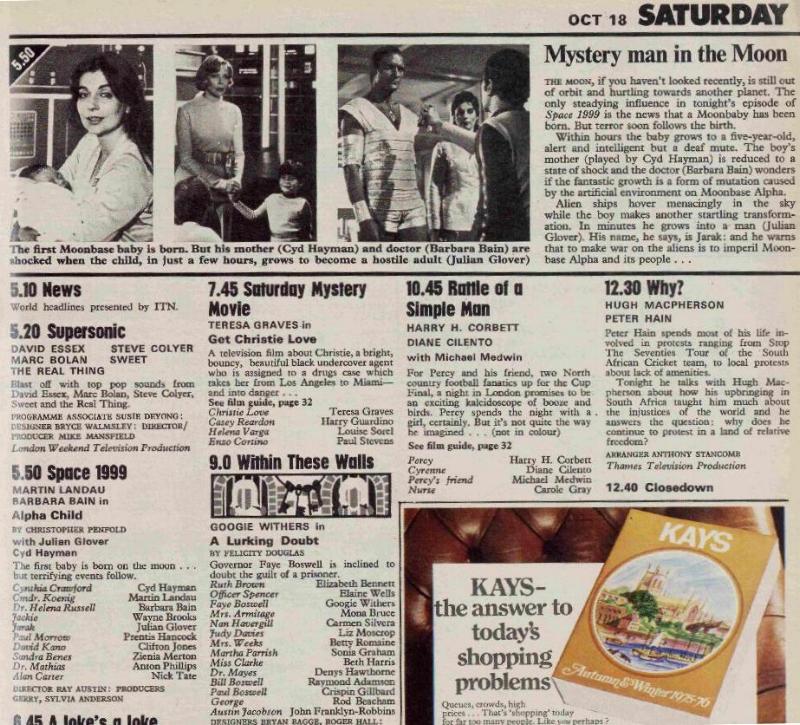 OCT 18 SATURDAY
5.50
The first Moonbase baby is born. But his mother (Cyd Hayman) and doctor (Barbara Bain) are
shocked when the child, in just a few hours, grows to become a hostile adult (Julian Glover)
Mystery man in the Moon
THE MOON, if you haven't looked recently, is still out
of orbit and hurtling towards another planet. The
only steadying influence in tonight's episode of
Space 1999 is the news that a Moonbaby has been
born. But terror soon follows the birth.
Within hours the baby grows to a five-year-old,
alert and intelligent but a deaf mute. The boy's
mother (played by Cyd Hayman) is reduced to a
state of shock and the doctor (Barbara Bain) wonders
if the fantastic growth is a form of mutation caused
by the artificial environment on Moonbase Alpha.
Alien ships hover menacingly in the sky
while the boy makes another startling transform-
ation. In minutes he grows into a man (Julian
Glover). His name, he says, is Jarak: and he warns
that to make war on the aliens is to imperil Moon-
base Alpha and its people . . .
5.10 News
World headlines presented by ITN.
5.20 Supersonic
DAVID ESSEX STEVE COLYER
MARC BOLAN SWEET
THE REAL THING
Blast off with top pop sounds from
David Essex, Marc Bolan, Steve Colyer,
Sweet and the Real Thing.
PROGRAMME ASSOCIATE SUSIE DEYONG:
DESIGNER BRYCE WALMSLEY: DIRECTOR/
PRODUCER MIKE MANSFIELD
London Weekend Television Production
5.50 Space 1999
MARTIN LANDAU
BARBARA BAIN in
Alpha Child
BY CHRISTOPHER PENFOLD
with Julian Glover
Cyd Hayman
The first baby is born on the moon . . .
but terrifying events follow.
Cynthia Crawford Cyd Hayman
Cmdr. Koenig Martin Landau
Dr. Helena Russell Barbara Bain
Jackie Wayne Brooks
Jarak Julian Glover
Paul Morrow Prentis Hancock
David Kano Clifton Jones
Sandra Benes Zienia Merton
Dr. Mathias Anton Phillips
Alan Carter Nick Tate
DIRECTOR RAY AUSTIN: PRODUCERS
GERRY, SYLVIA ANDERSON
6.45 A Joke's a Joke
7.45 Saturday Mystery
Movie
TERESA GRAVES in
Get Christie Love
A television film about Christie, a bright,
bouncy, beautiful black undercover agent
who is assigned to a drugs case which
takes her from Los Angeles to Miami—
and into danger . . .
See film guide, page 32
Christie Love Teresa Graves
Casey Reardon Harry Guardino
Helena Varga Louise Sorel
Enzo Cortino Paul Stevens
9.0 Within These Walls
GOOGIE WITHERS in
A Lurking Doubt
BY FELICITY DOUGLAS
Governor Faye Boswell is inclined to
doubt the guilt of a prisoner.
Ruth Brown Elizabeth Bennett
Officer Spencer Elaine Wells
Faye Boswell Googie Withers
Mrs. Armitage Mona Bruce
Nan Havergill Carmen Silvera
Judy Davies Liz Moscrop
Mrs. Weeks Betty Romaine
Martha Parrish Sonia Graham
Miss Clarke Beth Harris
Dr. Mayes Denys Hawthorne
Bill Boswell Raymond Adamson
Paul Boswell Crispin Gillbard
George Rod Beacham
Austin Jacobson John Franklyn-Robbins
DESIGNERS BRYAN BAGGE, ROGER HALL:
10.45 Rattle of a
Simple Man
HARRY H. CORBETT
DIANE CILENTO
with Michael Medwin
For Percy and his friend, two North
country football fanatics up for the Cup
Final, a night in London promises to be
an exciting kaleidoscope of booze and
birds. Percy spends the night with a
girl, certainly. But it's not quite the way
he imagined . . . (not in colour)
See film guide, page 32
Percy Harry H. Corbett
Cyrenne Diane Cilento
Percy's friend Michael Medwin
Nurse Carole Gray
12.30 Why?
HUGH MACPHERSON
PETER HAIN
Peter Hain spends most of his life in-
volved in protests ranging from Stop
The Seventies Tour of the South
African Cricket team, to local protests
about lack of amenities.
Tonight he talks with Hugh Mac-
pherson about how his upbringing in
South Africa taught him much about
the injustices of the world and he
answers the question: why does he
continue to protest in a land of relative
freedom?
ARRANGER ANTHONY STANCOMB
Thames Television Production
12.40 Closedown
KAYS–
the answer to
today's
shopping
problems
Queues, crowds, high
prices . . . That's 'shopping' today
for far too many people. Like you perhaps?
KAYS
Autumn & Winter 1975-76